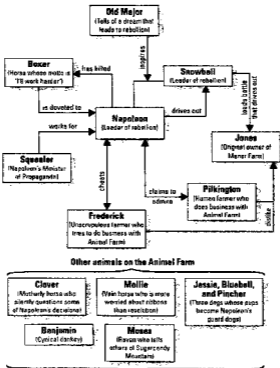 Old Major
(Tells of a dream that
leads to rebellion)
Boxer
(Horse whose motto is
"I'll work harder")
has killed
inspires
Snowball
(Leader of rebellion)
leads battle
that drives out
is devoted to
Napoleon
(Leader of rebellion)
drives out
works for
Jones
(Original owner of
Manor Farm)
Squealer
(Napoleon's Minister
of Propaganda)
cheats
claims to
admire
Pilkington
(Human farmer who
does business with
Animal Farm)
dislike
Frederick
(Unscrupulous farmer who
tries to do business with
Animal Farm)
Other animals on the Animal Farm
Clover
(Motherly horse who
silently questions some
of Napoleon's decisions)
Mollie
(Vain horse who is more
worried about ribbons
than revolution)
Jessie, Bluebell,
and Pincher
(Three dogs whose pups
become Napoleon's
guard dogs)
Benjamin
(Cynical donkey)
Moses
(Raven who tells
others of Sugarcandy
Mountain)